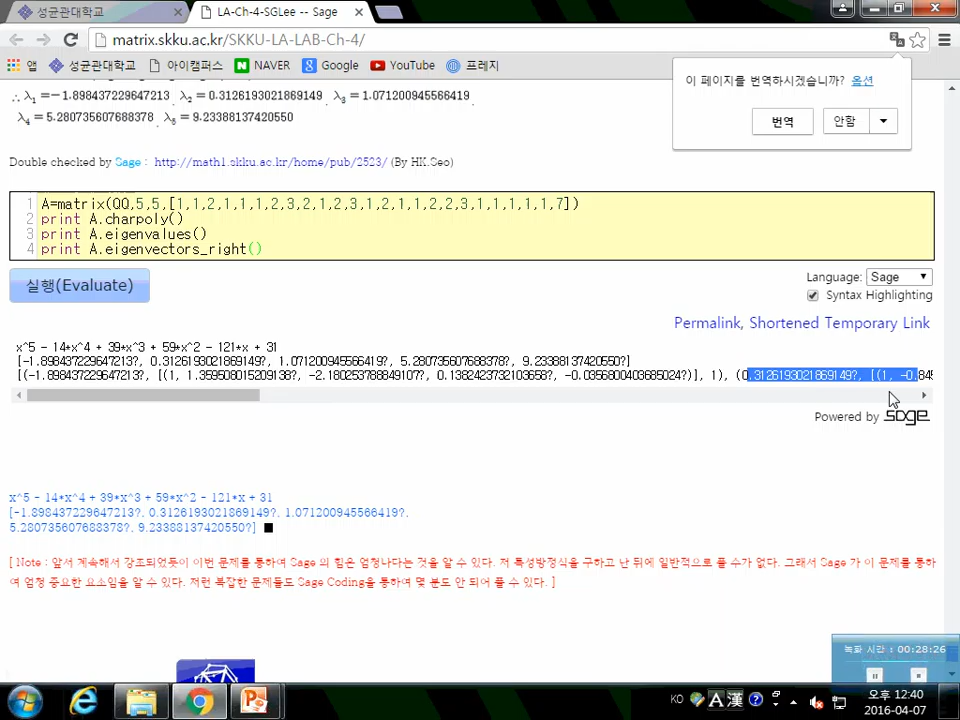 성균관대학교
LA-Ch-4-SGLee -- Sage
matrix.skku.ac.kr/SKKU-LA-LAB-Ch-4/
앱 성균관대학교 아이캠퍼스 NAVER Google YouTube 프레지
이 페이지를 번역하시겠습니까? 옵션
번역 안함
∴ λ1 = −1.898437229647213, λ2 = 0.3126193021869149, λ3 = 1.071200945566419,
λ4 = 5.280735607688378, λ5 = 9.23388137420550
Double checked by Sage : http://math1.skku.ac.kr/home/pub/2523/ (By HK.Seo)
1 A=matrix(QQ,5,5,[1,1,2,1,1,1,2,3,2,1,2,3,1,2,1,1,2,2,3,1,1,1,1,1,7])
2 print A.charpoly()
3 print A.eigenvalues()
4 print A.eigenvectors_right()
실행(Evaluate)
Language: Sage
Syntax Highlighting
Permalink, Shortened Temporary Link
x^5 - 14*x^4 + 39*x^3 + 59*x^2 - 121*x + 31
[-1.898437229647213?, 0.3126193021869149?, 1.071200945566419?, 5.280735607688378?, 9.23388137420550?]
[(-1.898437229647213?, [(1, 1.359508015209138?, -2.180253788849107?, 0.1382423732103658?, -0.0356800403685024?)], 1), (0.3126193021869149?, [(1, -0.845
Powered by sage
x^5 - 14*x^4 + 39*x^3 + 59*x^2 - 121*x + 31
[-1.898437229647213?, 0.3126193021869149?, 1.071200945566419?,
5.280735607688378?, 9.23388137420550?]
[ Note : 앞서 계속해서 강조되었듯이 이번 문제를 통하여 Sage 의 힘은 엄청나다는 것을 알 수 있다. 저 특성방정식을 구하고 난 뒤에 일반적으로 풀 수가 없다. 그래서 Sage 가 이 문제를 통하
여 엄청 중요한 요소임을 알 수 있다. 저런 복잡한 문제들도 Sage Coding을 통하여 몇 분도 안 되어 풀 수 있다. ]
녹화 시간 : 00:28:26
KO A 漢
오후 12:40
2016-04-07